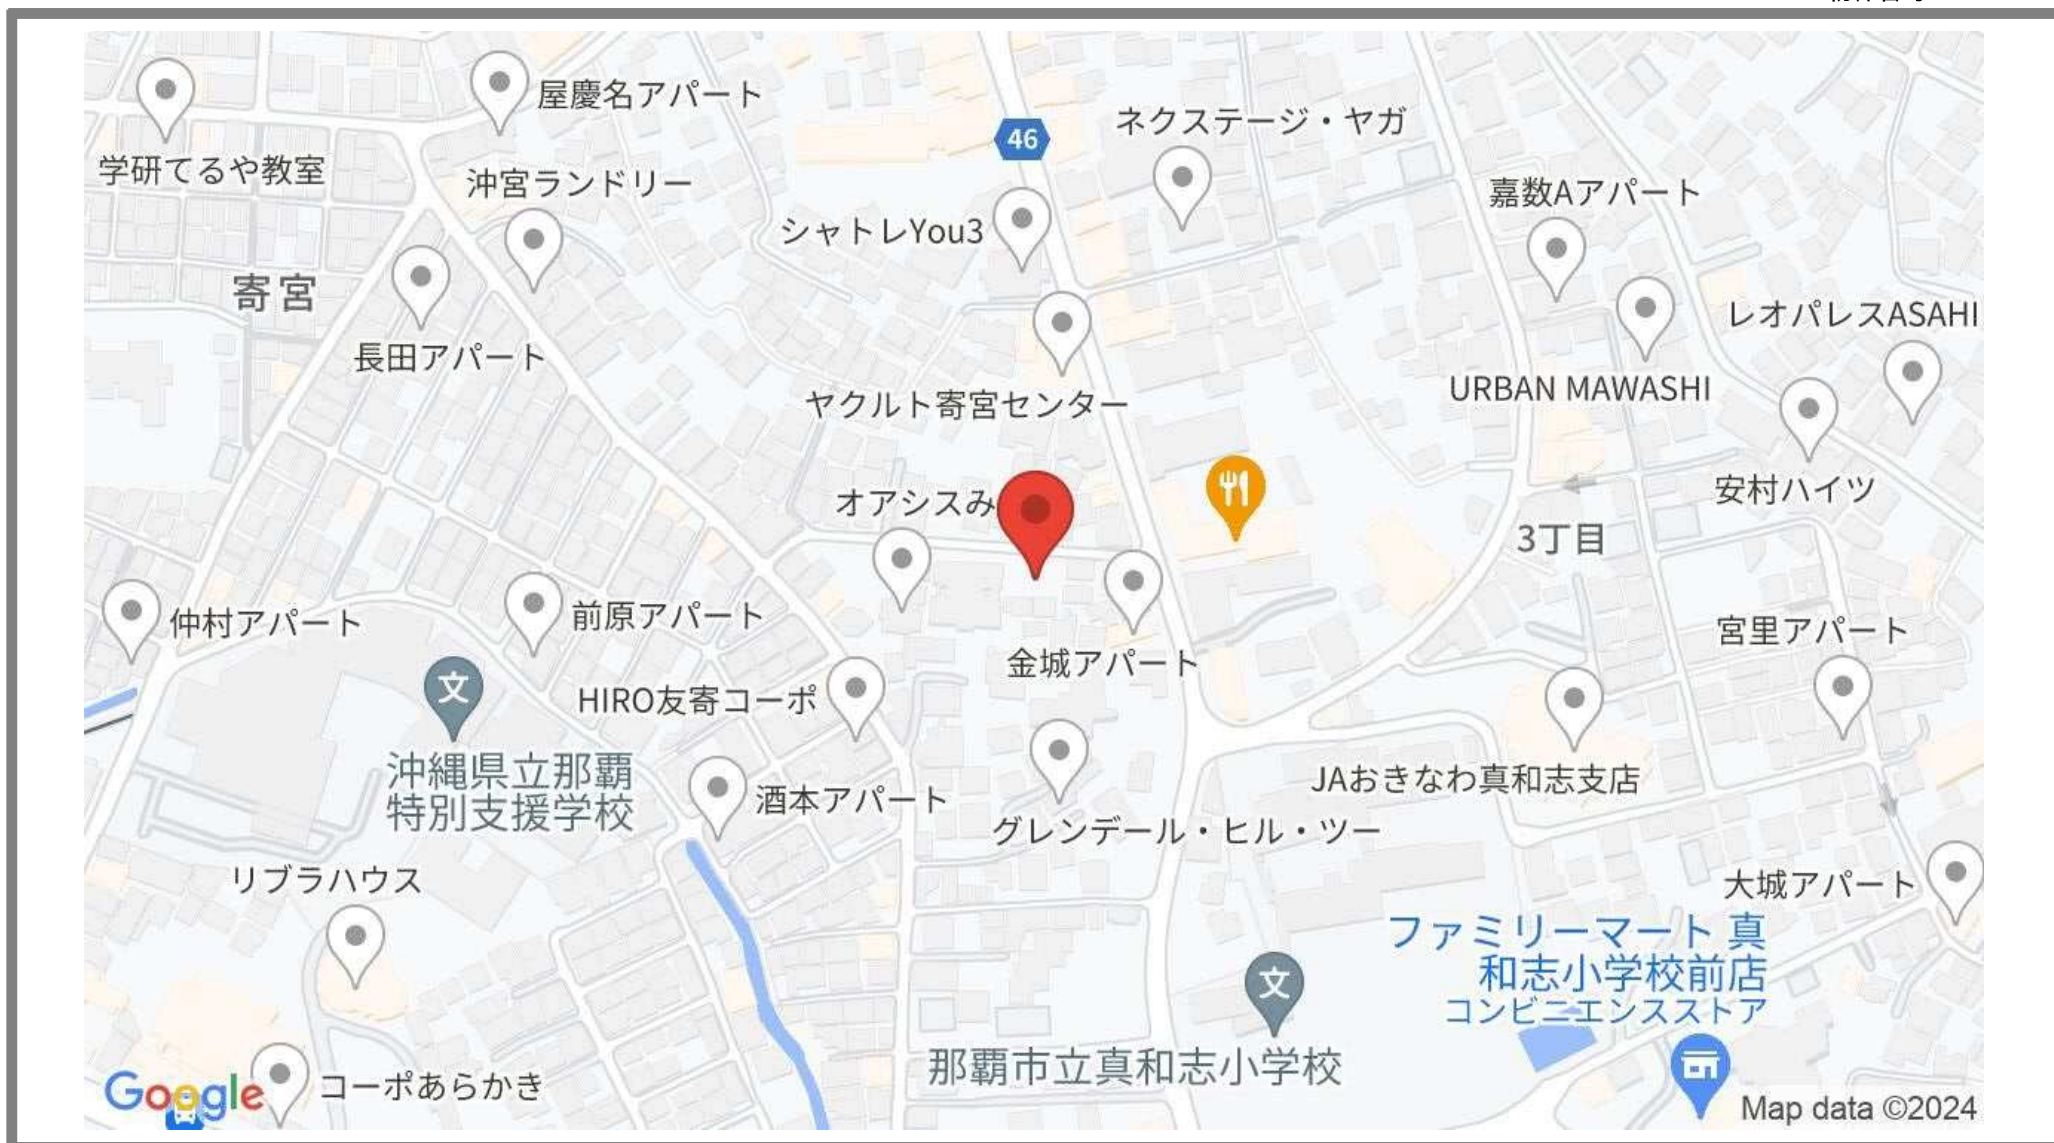 屋慶名アパート
学研てるや教室
沖宮ランドリー
46
ネクステージ・ヤガ
シャトレYou3
嘉数Aアパート
寄宮
長田アパート
レオパレスASAHI
ヤクルト寄宮センター
URBAN MAWASHI
オアシスみ
安村ハイツ
3丁目
仲村アパート
前原アパート
宮里アパート
金城アパート
文
HIRO友寄コーポ
沖縄県立那覇
特別支援学校
酒本アパート
JAおきなわ真和志支店
グレンデール・ヒル・ツー
リブラハウス
大城アパート
ファミリーマート 真
和志小学校前店
コンビニエンスストア
文
那覇市立真和志小学校
コーポあらかき
Google
Map data ©2024